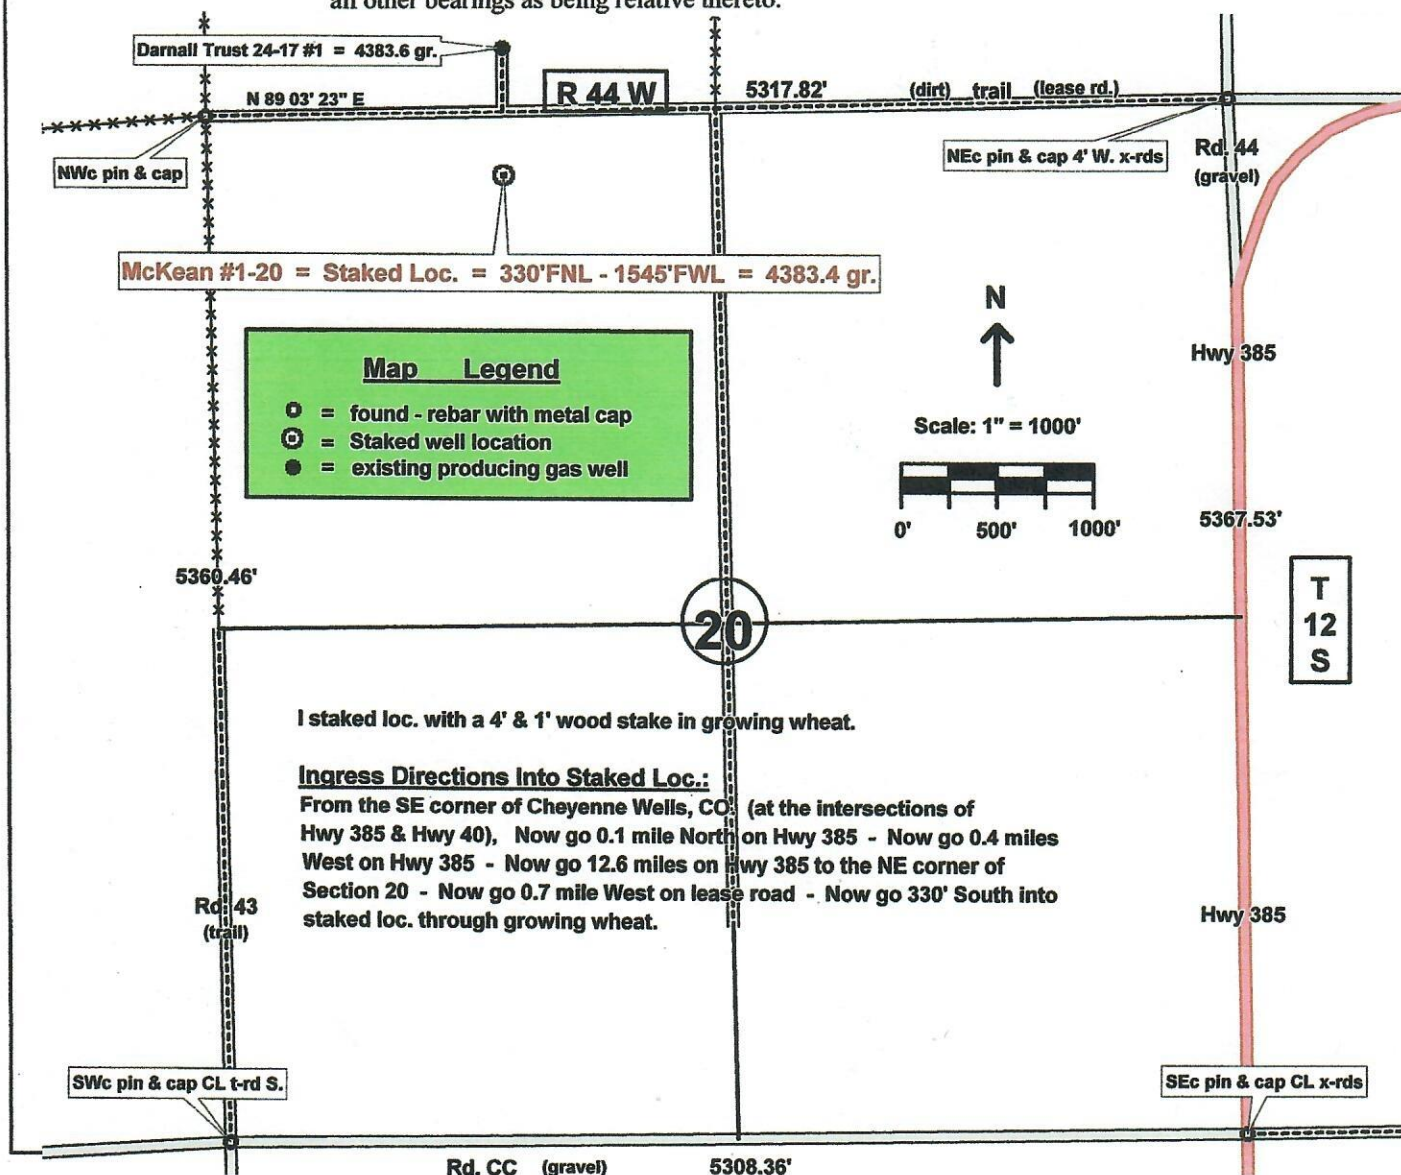 all other bearings as being relative thereto.
Darnall Trust 24-17 #1 = 4383.6 gr.
N 89 03' 23" E
R 44 W
5317.82'
(dirt) trail (lease rd.)
NWc pin & cap
NEc pin & cap 4' W. x-rds
Rd. 44
(gravel)
McKean #1-20 = Staked Loc. = 330'FNL - 1545'FWL = 4383.4 gr.
N
Hwy 385
Map Legend
= found - rebar with metal cap
= Staked well location
= existing producing gas well
Scale: 1" = 1000'
0' 500' 1000'
5367.53'
5360.46'
T
12
S
20
I staked loc. with a 4' & 1' wood stake in growing wheat.
Ingress Directions Into Staked Loc.:
From the SE corner of Cheyenne Wells, CO. (at the intersections of
Hwy 385 & Hwy 40), Now go 0.1 mile North on Hwy 385 - Now go 0.4 miles
West on Hwy 385 - Now go 12.6 miles on Hwy 385 to the NE corner of
Section 20 - Now go 0.7 mile West on lease road - Now go 330' South into
staked loc. through growing wheat.
Rd. 43
(trail)
Hwy 385
SWc pin & cap CL t-rd S.
SEc pin & cap CL x-rds
Rd. CC (gravel)
5308.36'